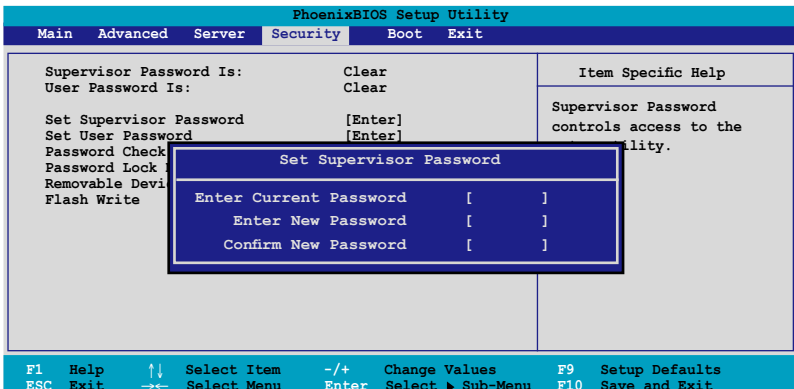 PhoenixBIOS Setup Utility
Main Advanced Server Security Boot Exit
Supervisor Password Is: Clear
User Password Is: Clear
Set Supervisor Password [Enter]
Set User Password [Enter]
Password Check
Password Lock
Removable Devi
Flash Write
Set Supervisor Password
Enter Current Password [ ]
Enter New Password [ ]
Confirm New Password [ ]
Item Specific Help
Supervisor Password
controls access to the
ility.
F1 Help ↑↓ Select Item -/+ Change Values F9 Setup Defaults
ESC Exit →← Select Menu Enter Select ▶ Sub-Menu F10 Save and Exit